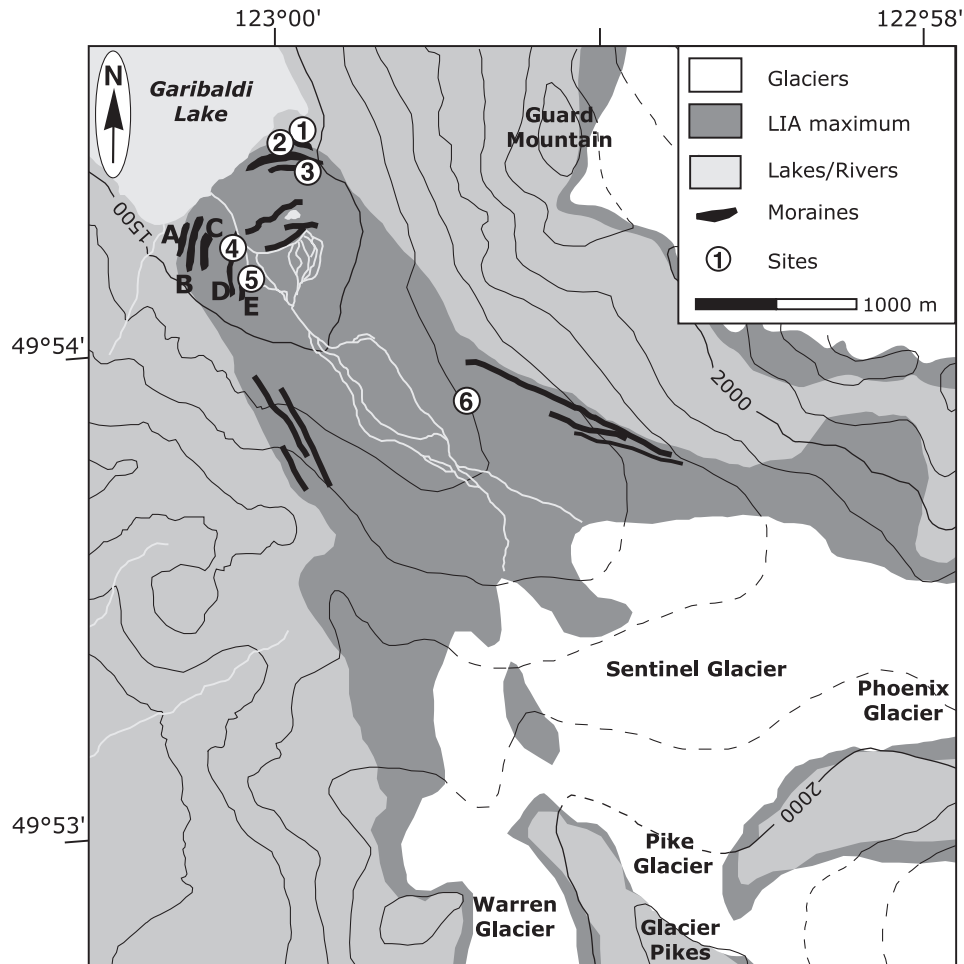 123°00'
122°58'
N
Garibaldi
Lake
Guard
Mountain
Glaciers
LIA maximum
Lakes/Rivers
Moraines
1
Sites
1000 m
1
2
3
1500
A
C
4
B
D
5
E
49°54'
2000
6
Sentinel Glacier
Phoenix
Glacier
2000
49°53'
Pike
Glacier
Warren
Glacier
Glacier
Pikes